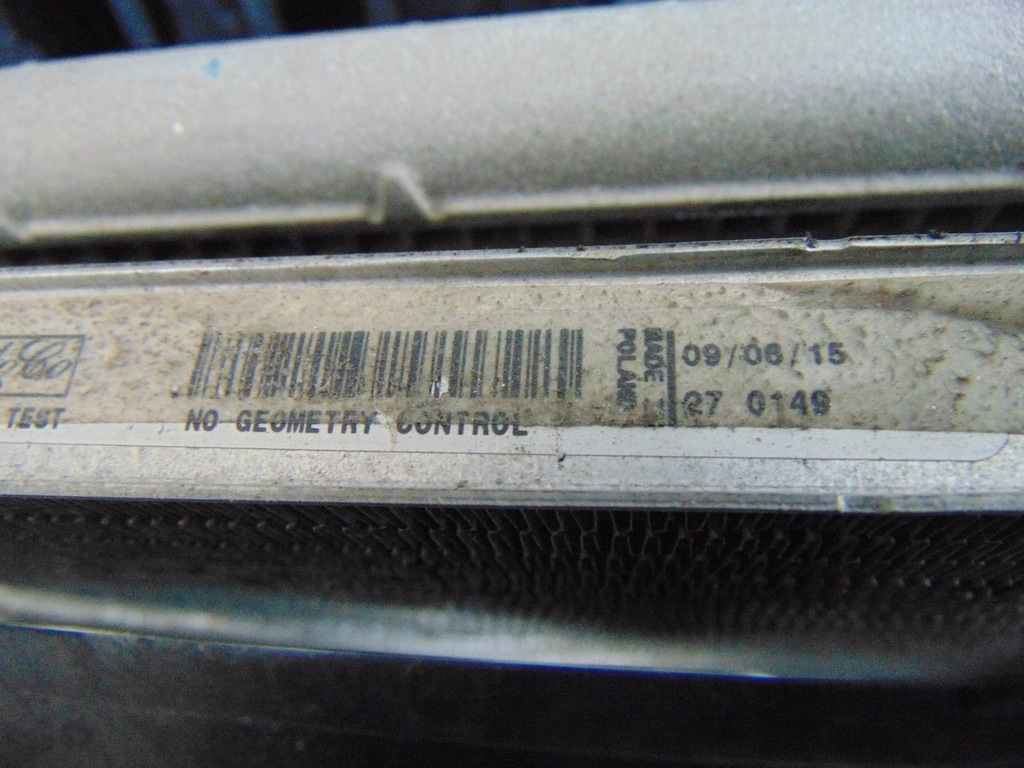 TEST
NO GEOMETRY CONTROL
MADE
POLAND
09/06/15
27 0149